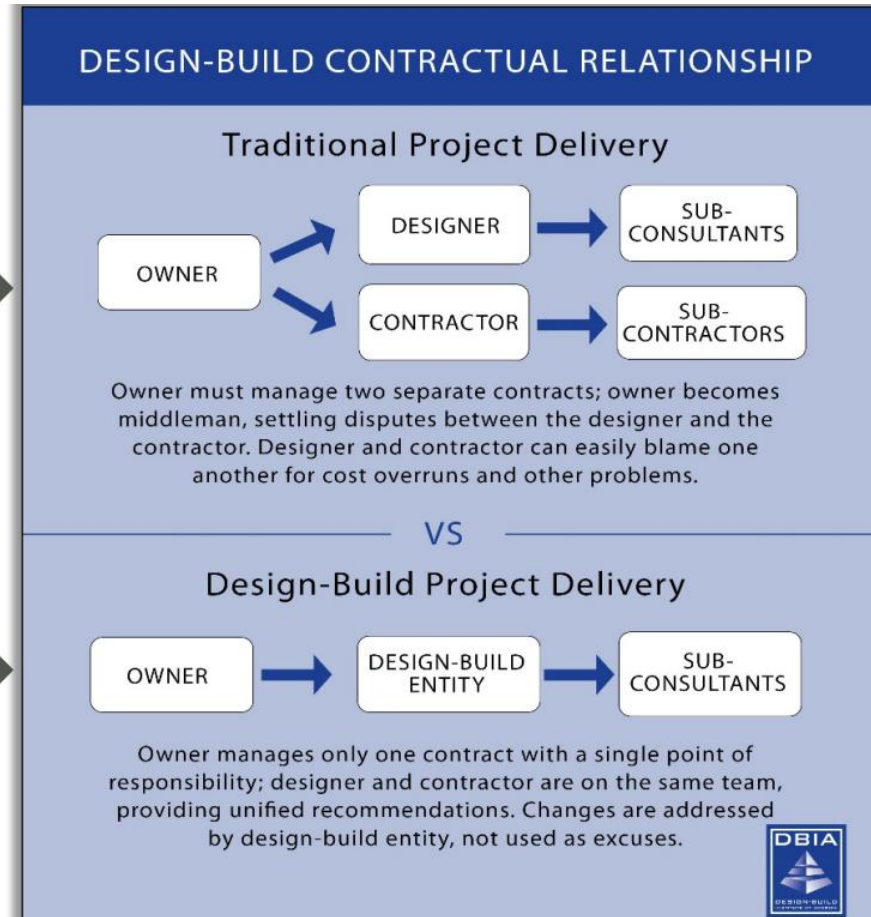 DESIGN-BUILD CONTRACTUAL RELATIONSHIP
Traditional Project Delivery
OWNER
DESIGNER
SUB-
CONSULTANTS
CONTRACTOR
SUB-
CONTRACTORS
Owner must manage two separate contracts; owner becomes
middleman, settling disputes between the designer and the
contractor. Designer and contractor can easily blame one
another for cost overruns and other problems.
VS
Design-Build Project Delivery
OWNER
DESIGN-BUILD
ENTITY
SUB-
CONSULTANTS
Owner manages only one contract with a single point of
responsibility; designer and contractor are on the same team,
providing unified recommendations. Changes are addressed
by design-build entity, not used as excuses.
DBIA
DESIGN-BUILD
INSTITUTE OF AMERICA